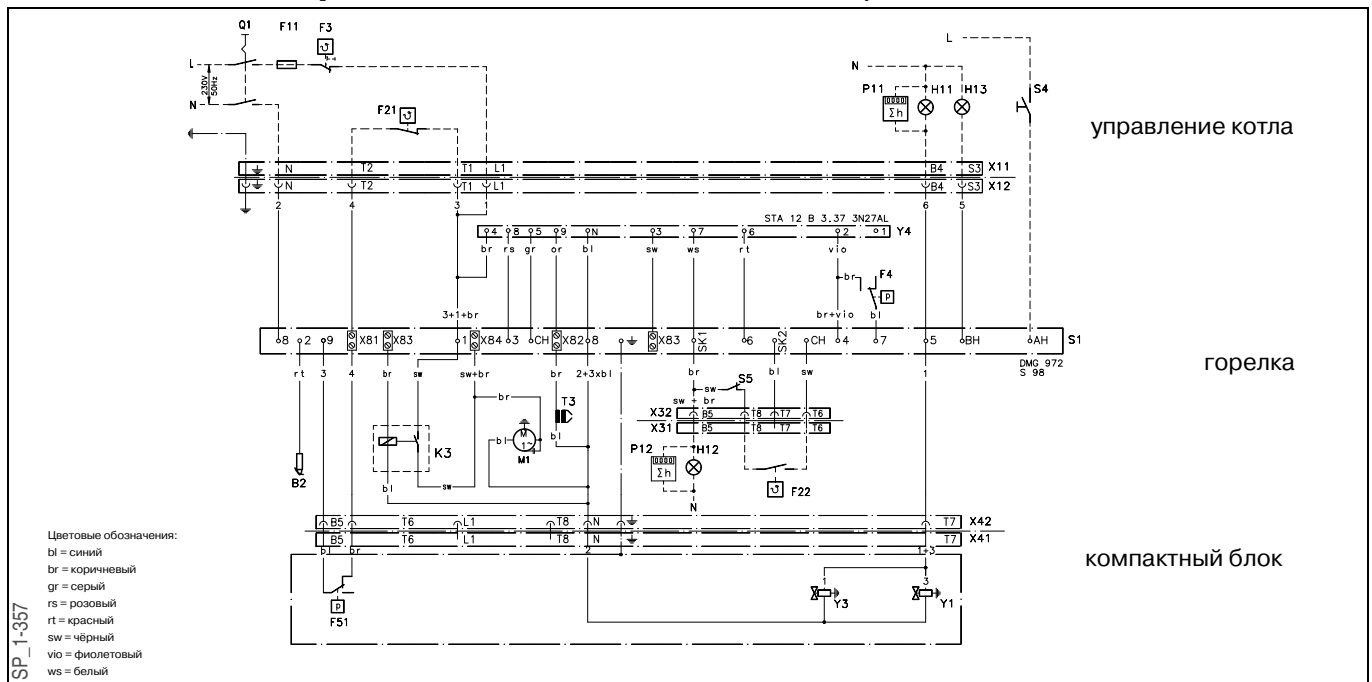 Q1 F11 F3
L
L
N
P11 H11 H13 S4
230V
50Hz
N
F21
управление котла
N T2 T1 L1 B4 S3 X11
N T2 T1 L1 B4 S3 X12
2 4 3 6 5
STA 12 B 3.37 3N27AL
4 8 5 9 N 3 7 6 2 1 Y4
br rs gr or bl sw ws rt vio
br F4
P
3+1+br br+vio bl
8 2 9 X81 X83 1 X84 3 CH X82 8 X83 SK1 6 SK2 CH 4 7 5 BH AH S1
DMG 972
S 98
горелка
rt 3 4 br sw sw+br br 2+3xbl br bl sw 1
sw S5
br T3 sw + br
X32 B5 T8 T7 T6
X31 B5 T8 T7 T6
K3 bl M 1~ bl
M1
P12 H12
Σh
B2 sw F22
bl N
B5 T6 L1 T8 N T7 X42
B5 T6 L1 T8 N T7 X41
bl br 2 1+3
компактный блок
1 3
Y3 Y1
P
F51
Цветовые обозначения:
bl = синий
br = коричневый
gr = серый
rs = розовый
rt = красный
sw = чёрный
vio = фиолетовый
ws = белый
SP_1-357